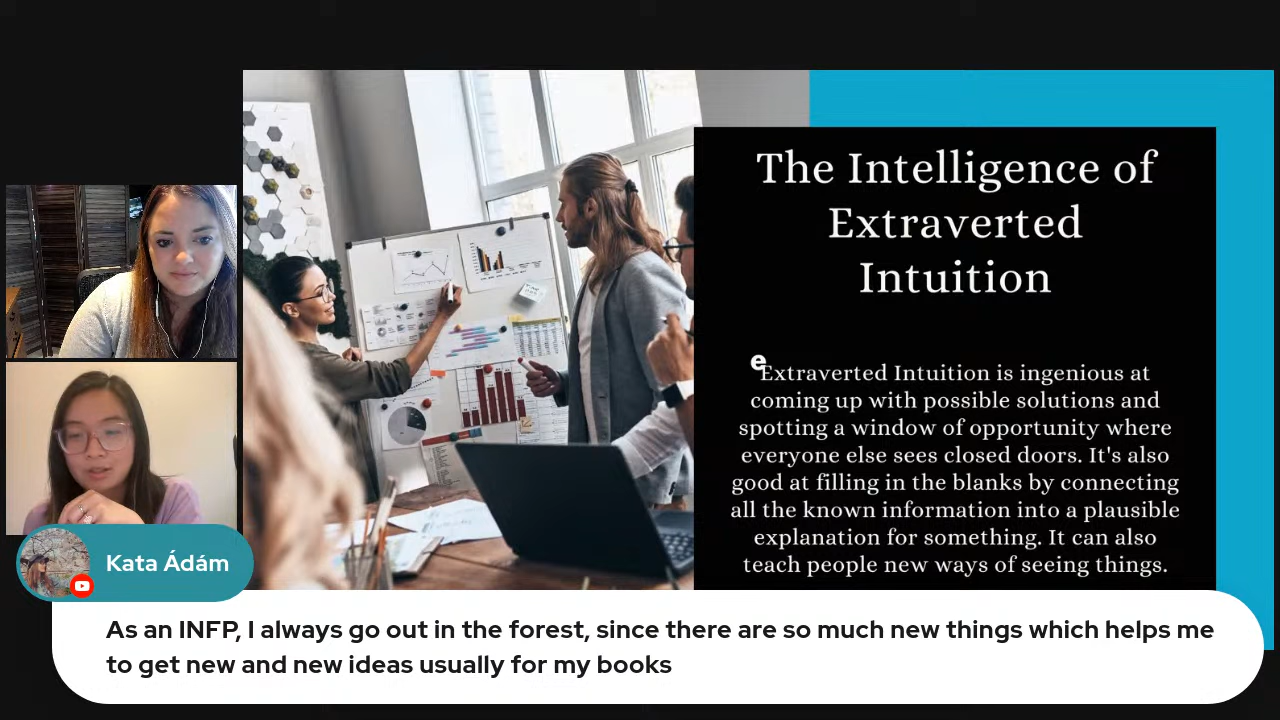 The Intelligence of
Extraverted
Intuition
e
Extraverted Intuition is ingenious at
coming up with possible solutions and
spotting a window of opportunity where
everyone else sees closed doors. It's also
good at filling in the blanks by connecting
all the known information into a plausible
explanation for something. It can also
teach people new ways of seeing things.
Kata Ádám
As an INFP, I always go out in the forest, since there are so much new things which helps me
to get new and new ideas usually for my books